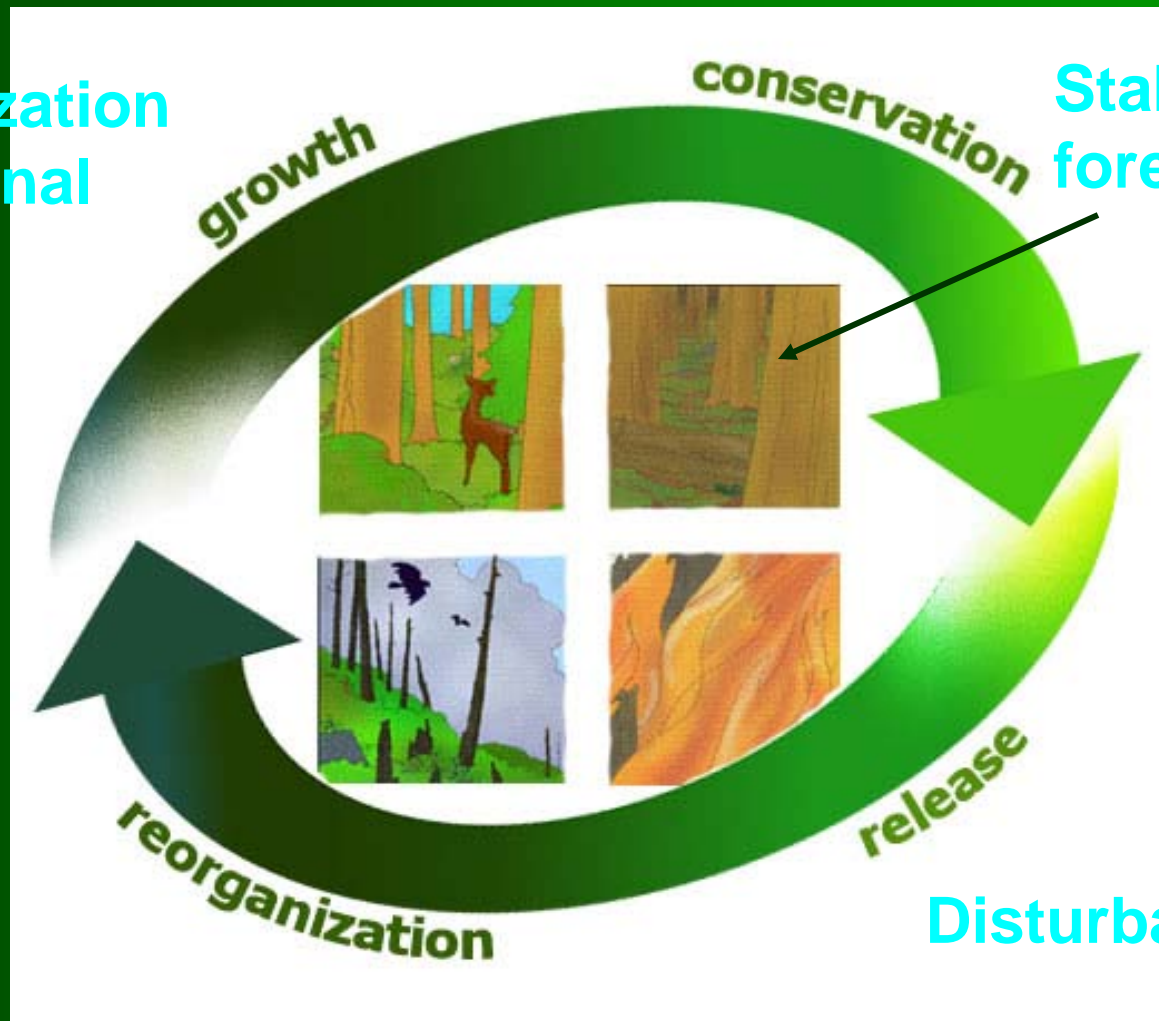 zation
nal
growth
conservation
Stal
fore
release
reorganization
Disturba